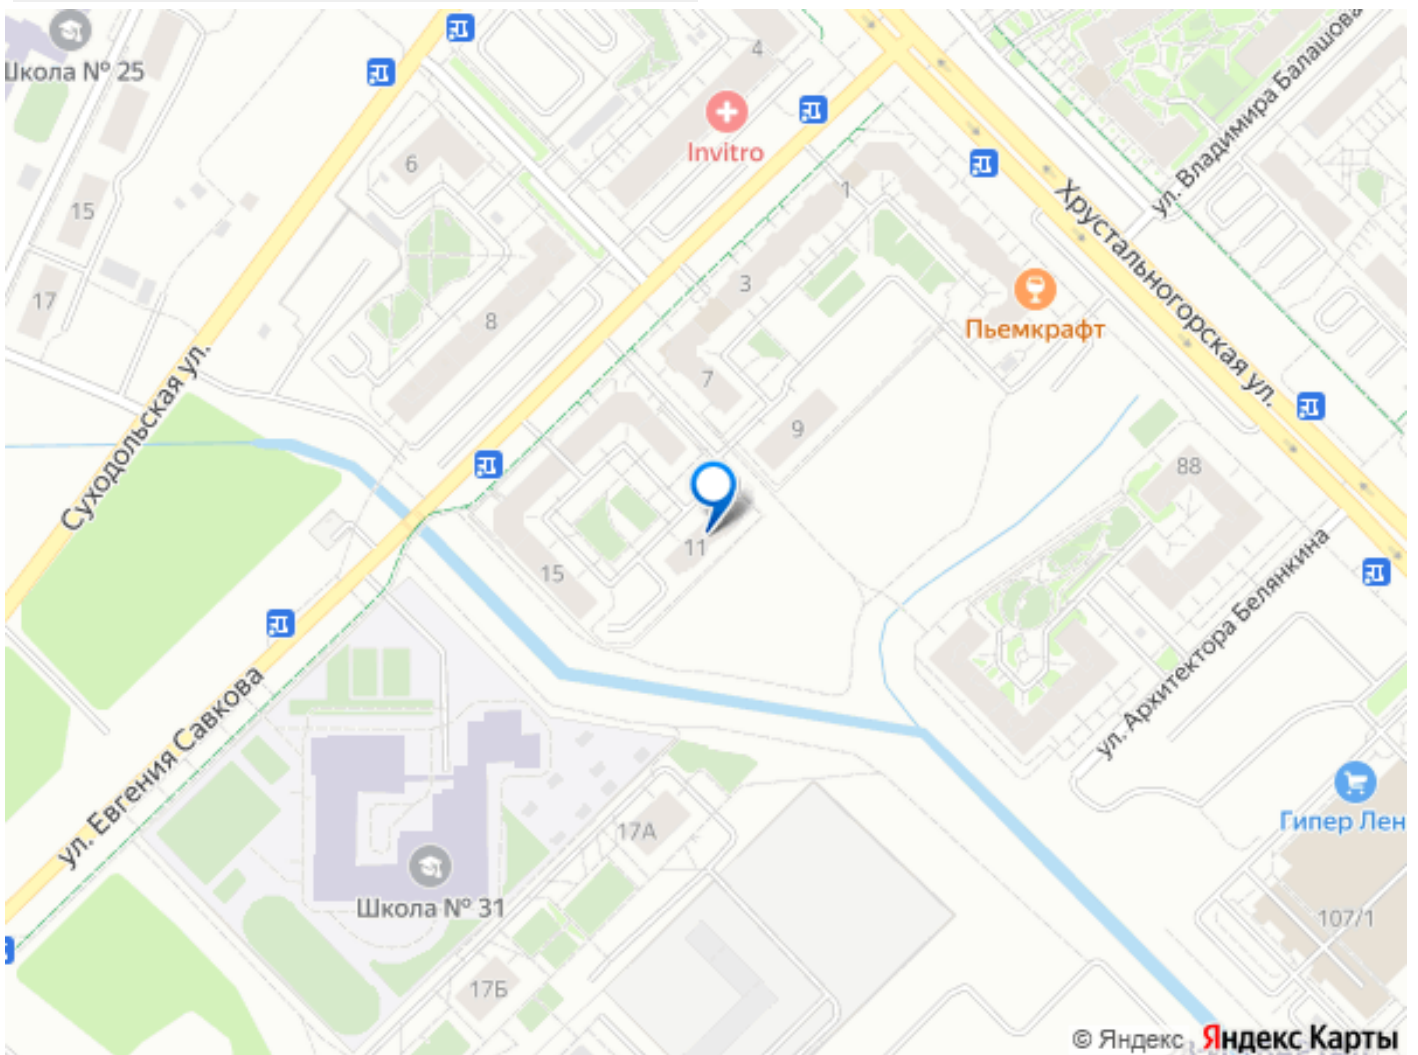 Школа № 25
4
Invitro
ул. Владимира Балашова
6
15
1
Хрустальногорская ул.
17
3
8
Пьемкрафт
Суходольская ул.
7
9
88
11
15
ул. Архитектора Белянкина
ул. Евгения Савкова
17А
Гипер Лен
Школа № 31
107/1
17Б
© Яндекс Яндекс Карты